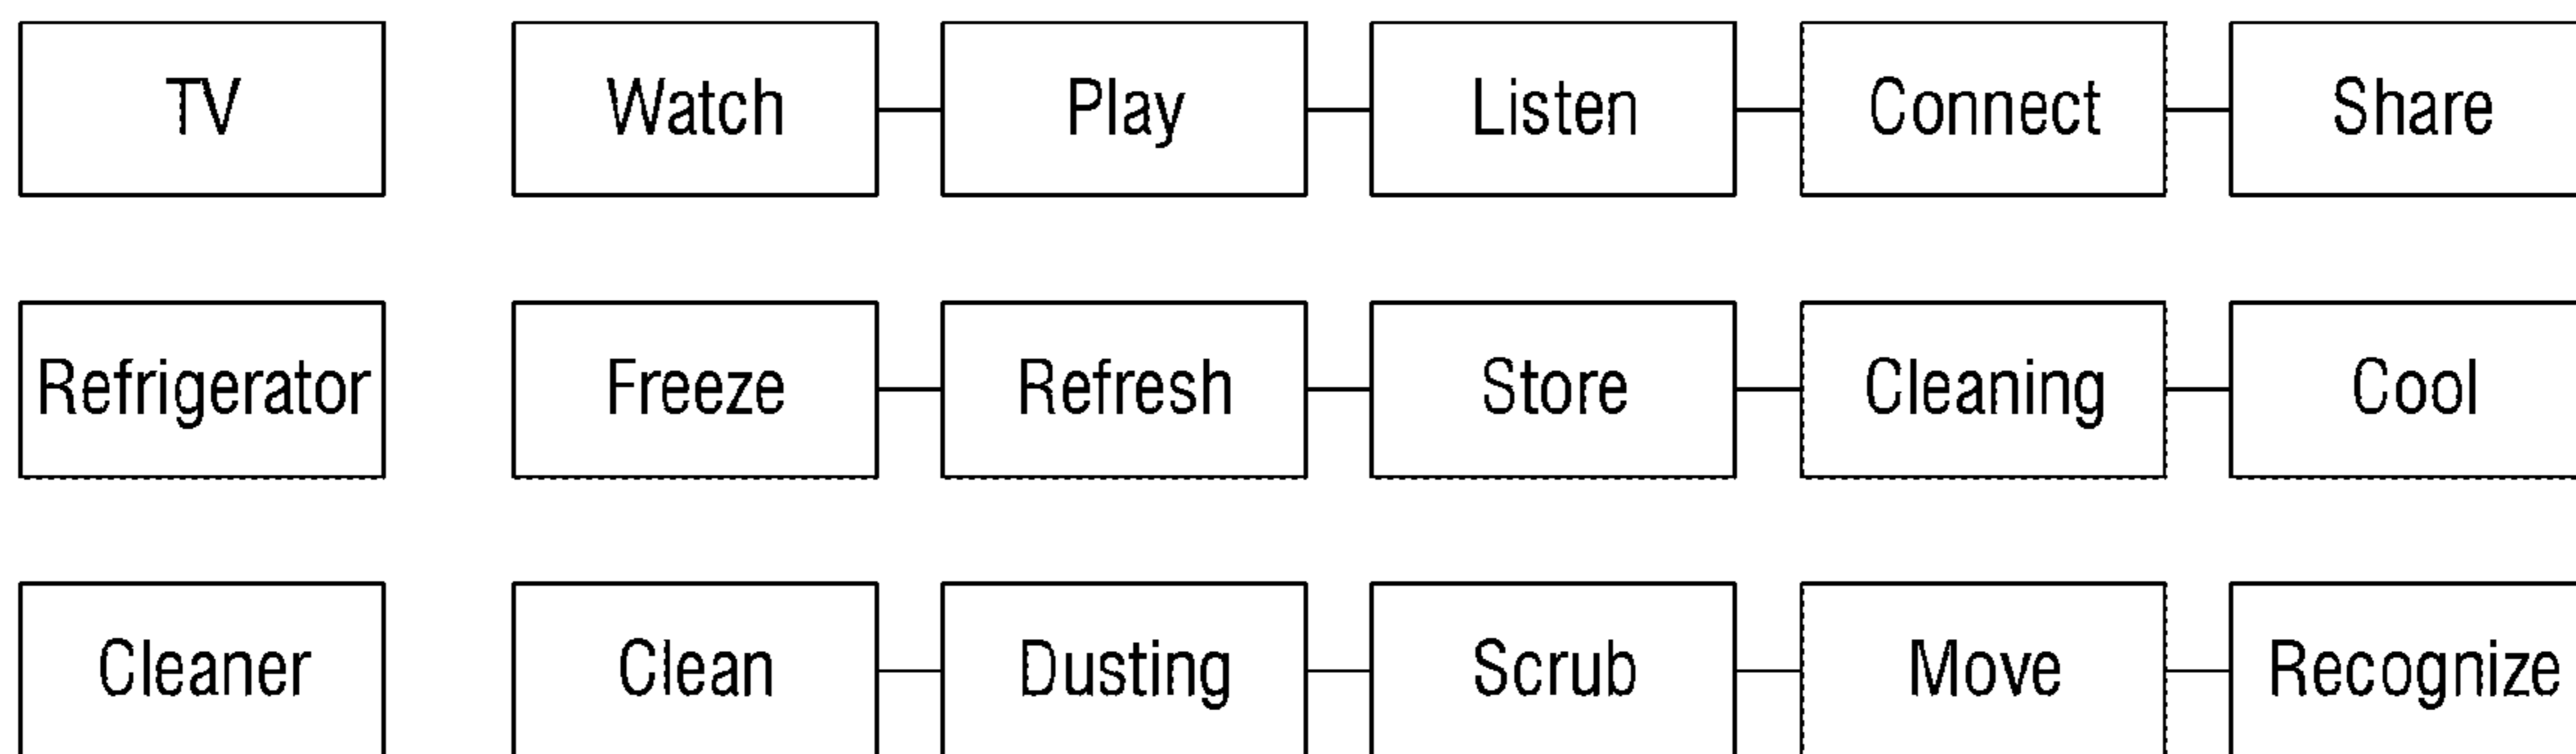 TV Watch Play Listen Connect Share
Refrigerator Freeze Refresh Store Cleaning Cool
Cleaner Clean Dusting Scrub Move Recognize